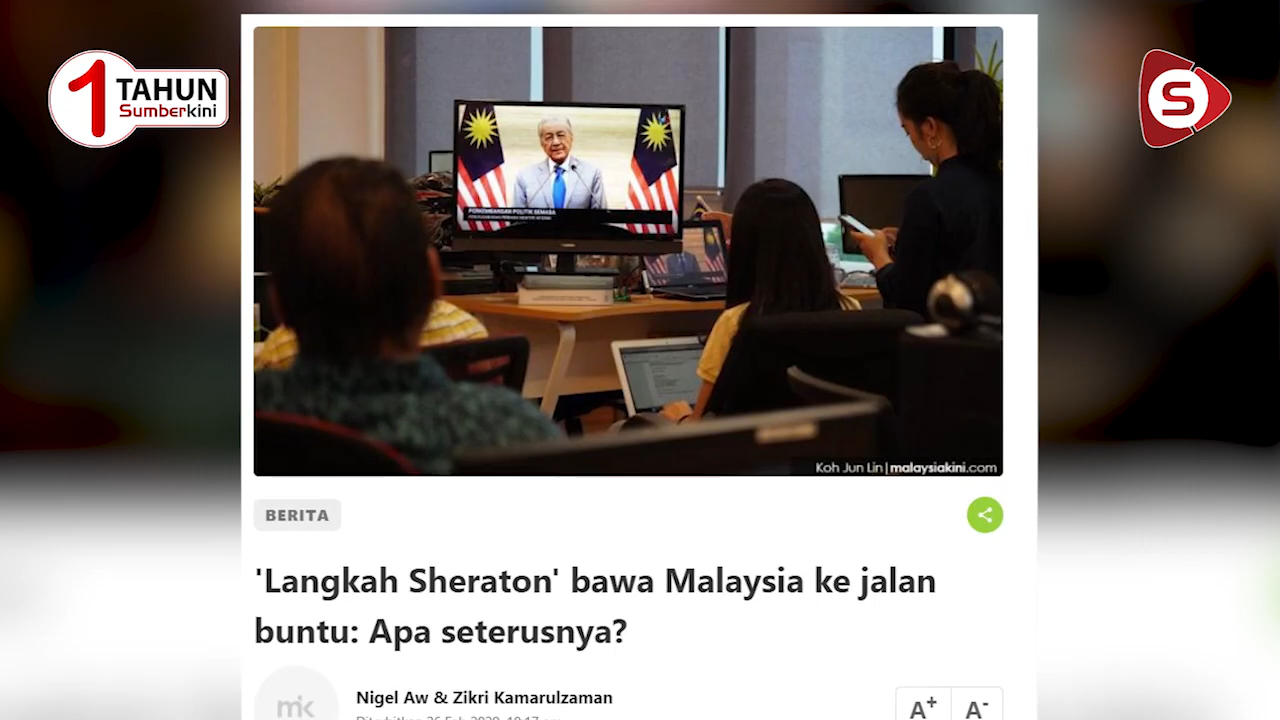 1 TAHUN
Sumberkini
S
PERKEMBANGAN POLITIK SEMASA
Koh Jun Lin | malaysiakini.com
BERITA
'Langkah Sheraton' bawa Malaysia ke jalan
buntu: Apa seterusnya?
mk
Nigel Aw & Zikri Kamarulzaman
A+ A-